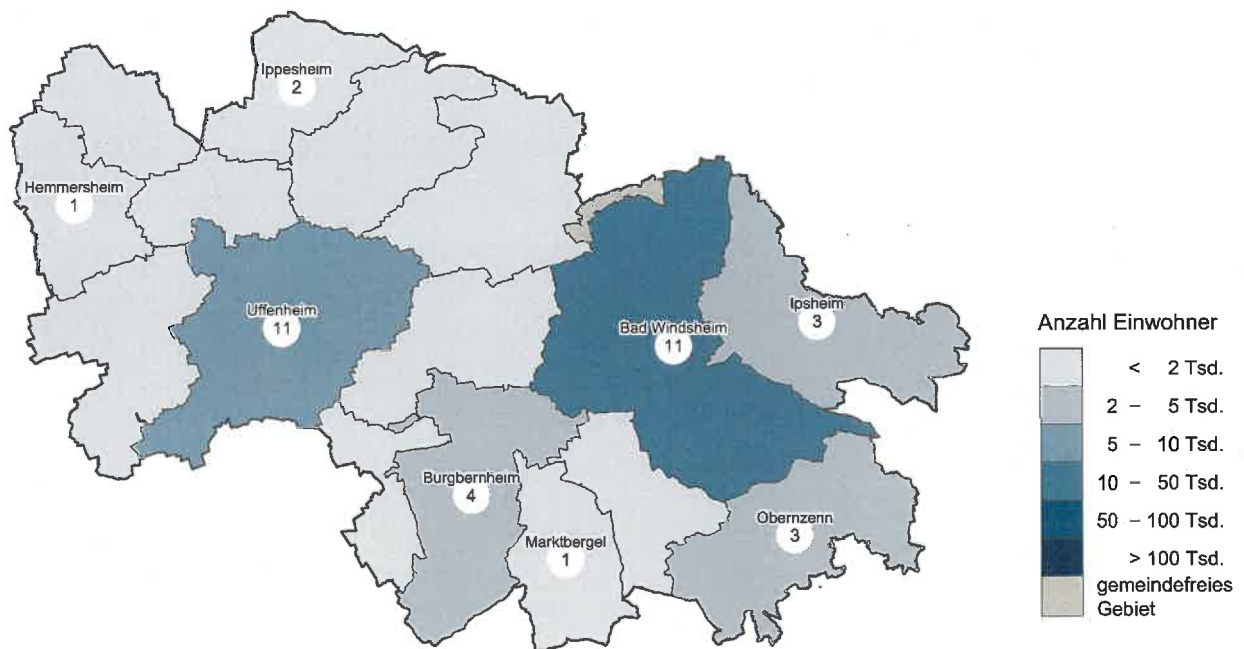 Ippesheim
2
Hemmersheim
1
Uffenheim
11
Bad Windsheim
11
Ipsheim
3
Burgbernheim
4
Marktbergel
1
Obernzenn
3
Anzahl Einwohner
< 2 Tsd.
2 – 5 Tsd.
5 – 10 Tsd.
10 – 50 Tsd.
50 – 100 Tsd.
> 100 Tsd.
gemeindefreies
Gebiet